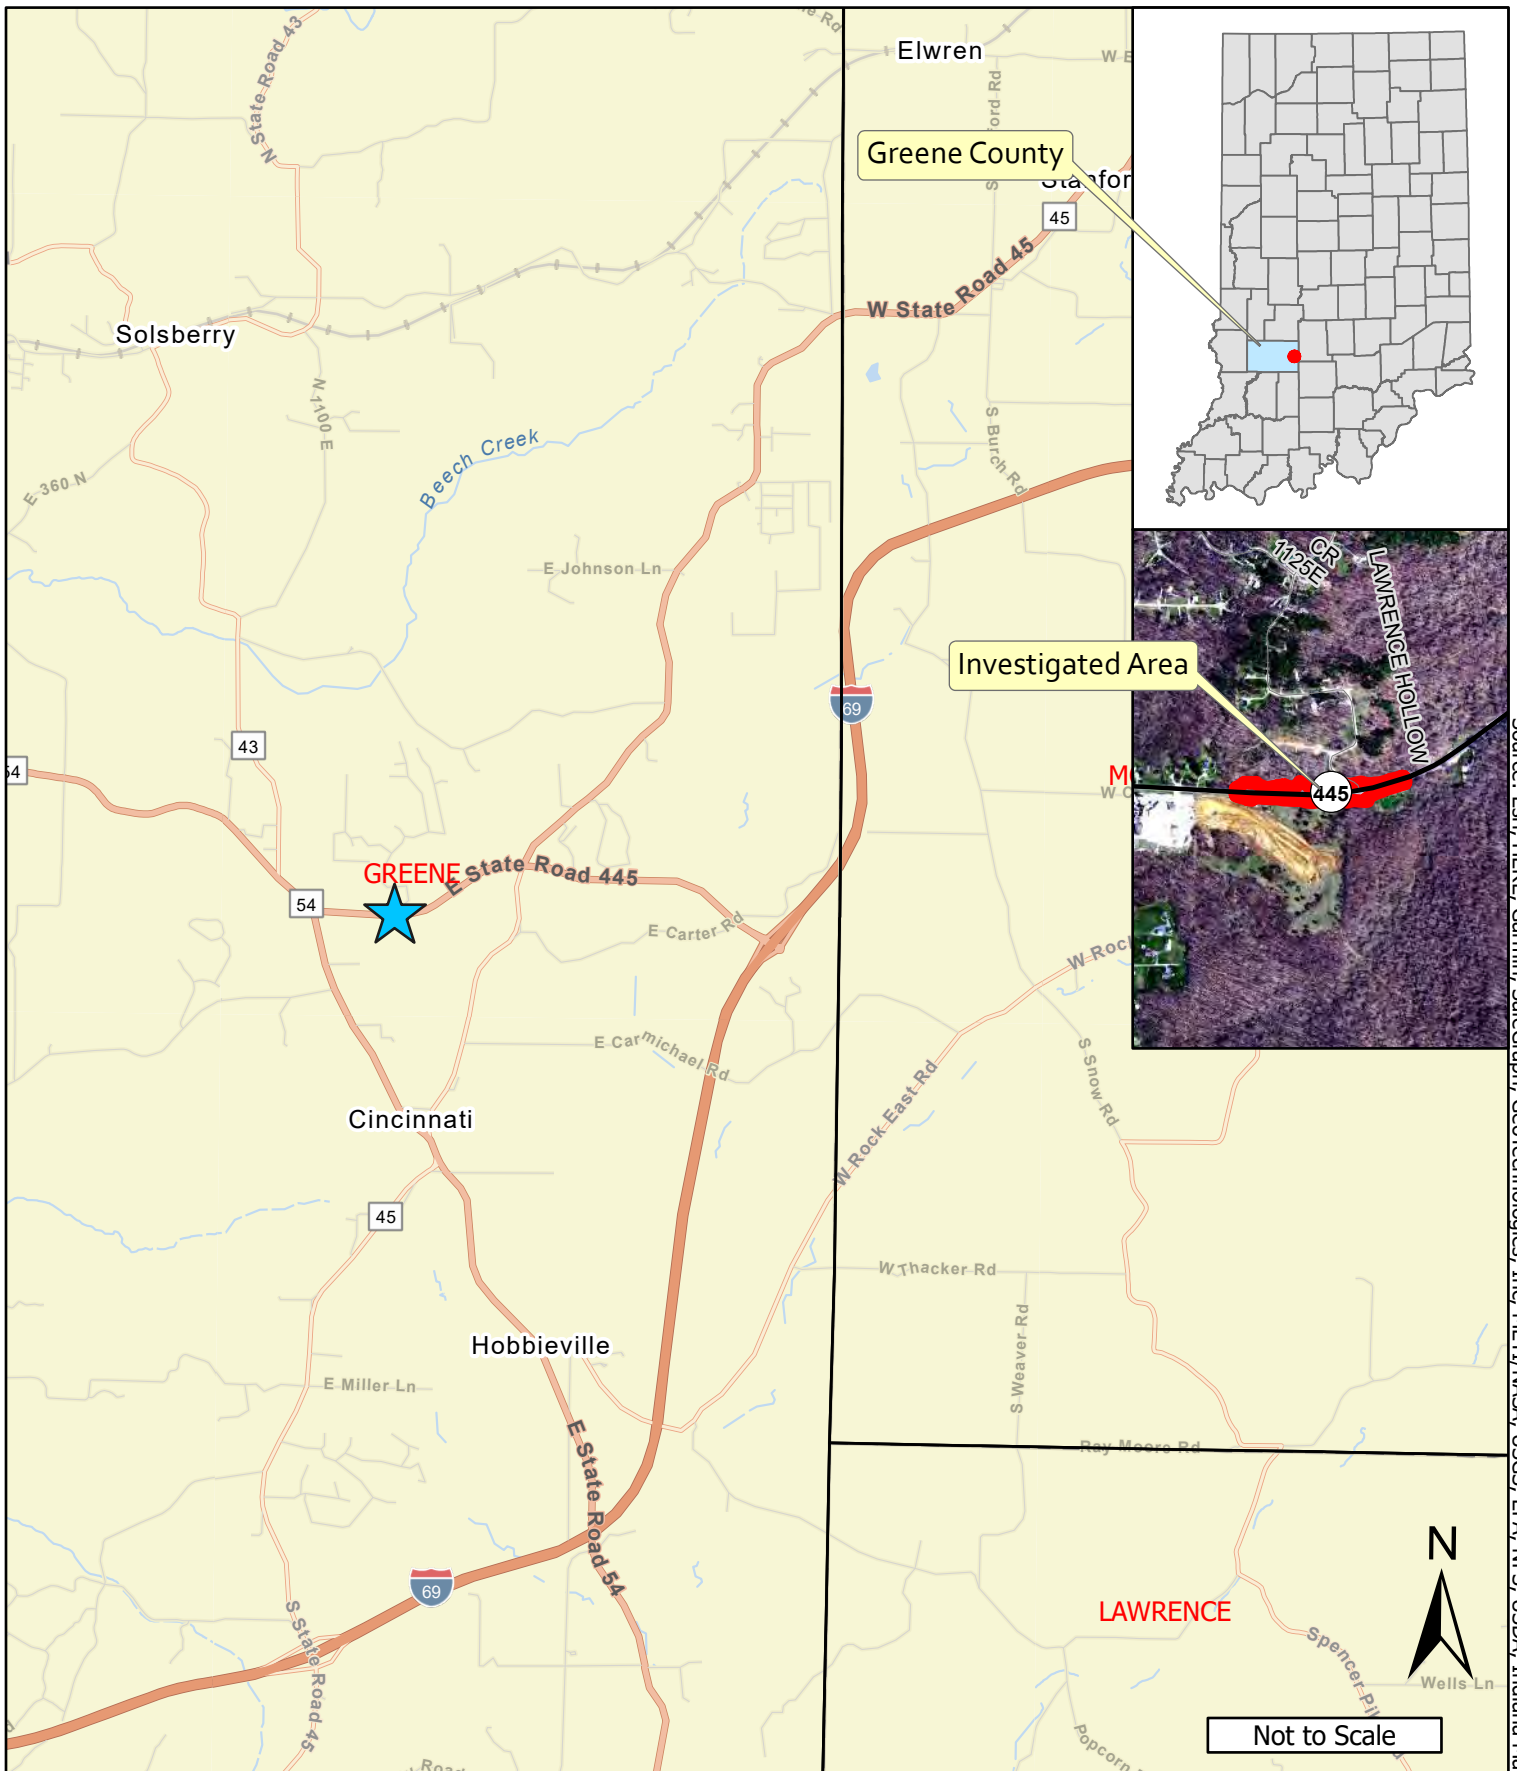 N State Road 43
Elwren
Greene County
45
W State Road 45
Solsberry
N 1100 E
E 360 N
Beech Creek
S Burch Rd
E Johnson Ln
CR
1125E
LAWRENCE HOLLOW
Investigated Area
69
43
445
GREENE
E State Road 445
54
E Carter Rd
E Carmichael Rd
S Snow Rd
W Rock East Rd
Cincinnati
45
W Thacker Rd
S Weaver Rd
Hobbieville
E Miller Ln
E State Road 54
Ray Moore Rd
N
69
LAWRENCE
S State Road 45
Wells Ln
Not to Scale